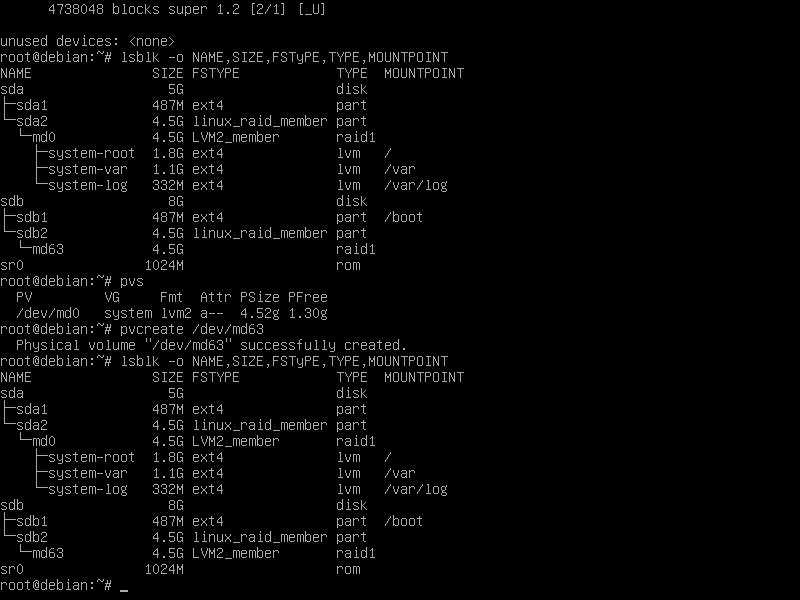 4738048 blocks super 1.2 [2/1] [_U]

unused devices: <none>
root@debian:~# lsblk -o NAME,SIZE,FSTyPE,TYPE,MOUNTPOINT
NAME               SIZE FSTYPE            TYPE  MOUNTPOINT
sda                  5G                   disk
├─sda1             487M ext4              part
└─sda2             4.5G linux_raid_member part
  └─md0            4.5G LVM2_member       raid1
    ├─system-root  1.8G ext4              lvm   /
    ├─system-var   1.1G ext4              lvm   /var
    └─system-log   332M ext4              lvm   /var/log
sdb                  8G                   disk
├─sdb1             487M ext4              part  /boot
└─sdb2             4.5G linux_raid_member part
  └─md63           4.5G                   raid1
sr0               1024M                   rom
root@debian:~# pvs
  PV         VG     Fmt  Attr PSize PFree
  /dev/md0   system lvm2 a--  4.52g 1.30g
root@debian:~# pvcreate /dev/md63
  Physical volume "/dev/md63" successfully created.
root@debian:~# lsblk -o NAME,SIZE,FSTYPE,TYPE,MOUNTPOINT
NAME               SIZE FSTYPE            TYPE  MOUNTPOINT
sda                  5G                   disk
├─sda1             487M ext4              part
└─sda2             4.5G linux_raid_member part
  └─md0            4.5G LVM2_member       raid1
    ├─system-root  1.8G ext4              lvm   /
    ├─system-var   1.1G ext4              lvm   /var
    └─system-log   332M ext4              lvm   /var/log
sdb                  8G                   disk
├─sdb1             487M ext4              part  /boot
└─sdb2             4.5G linux_raid_member part
  └─md63           4.5G LVM2_member       raid1
sr0               1024M                   rom
root@debian:~# _